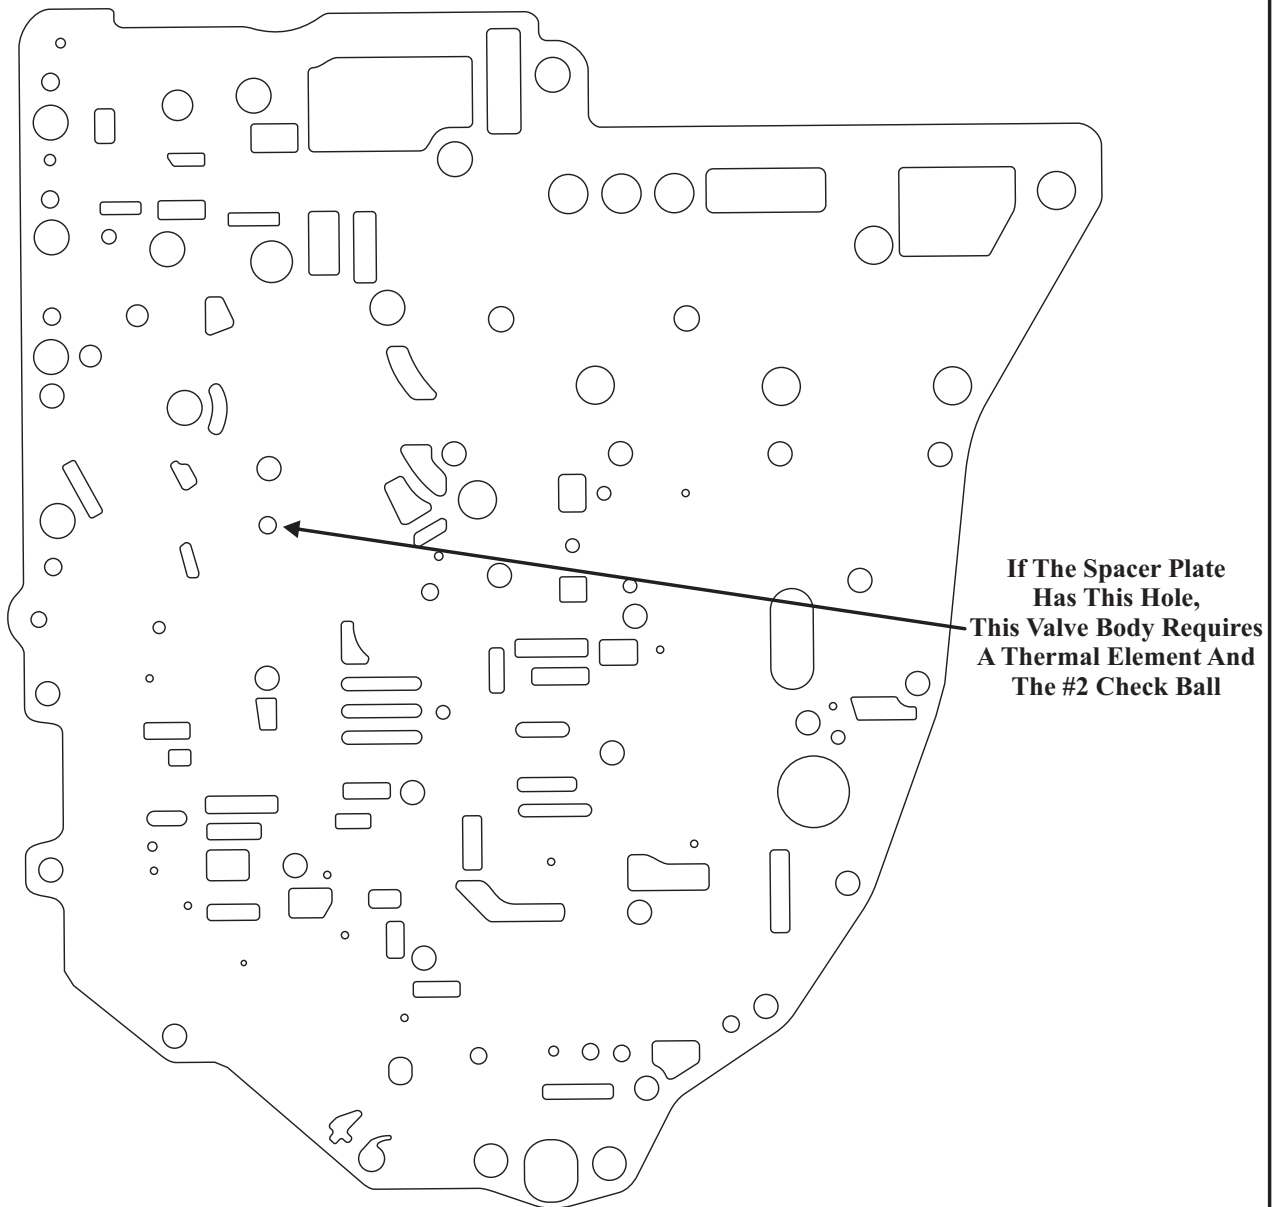 If The Spacer Plate
Has This Hole,
This Valve Body Requires
A Thermal Element And
The #2 Check Ball